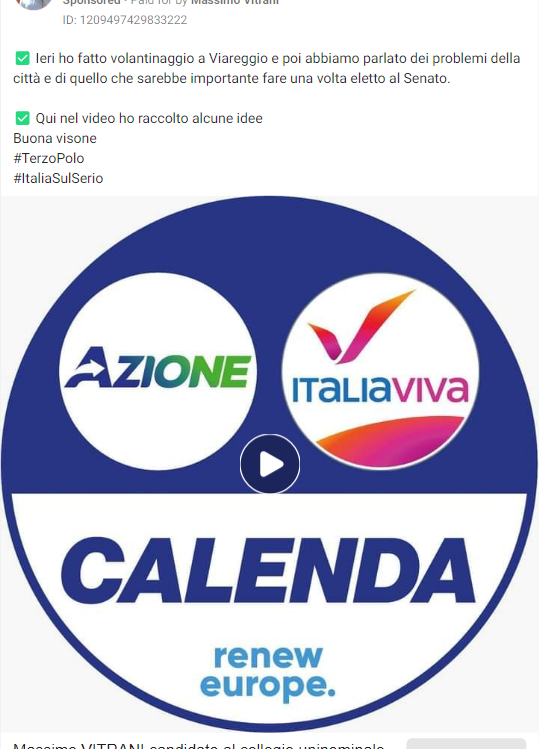 Sponsored • Paid for by Massimo Vitrani
ID: 1209497429833222
✅ Ieri ho fatto volantinaggio a Viareggio e poi abbiamo parlato dei problemi della
città e di quello che sarebbe importante fare una volta eletto al Senato.
✅ Qui nel video ho raccolto alcune idee
Buona visone
#TerzoPolo
#ItaliaSulSerio
AZIONE
ITALIAVIVA
CALENDA
renew
europe.
Massimo VITRANI candidato al collegio uninominale